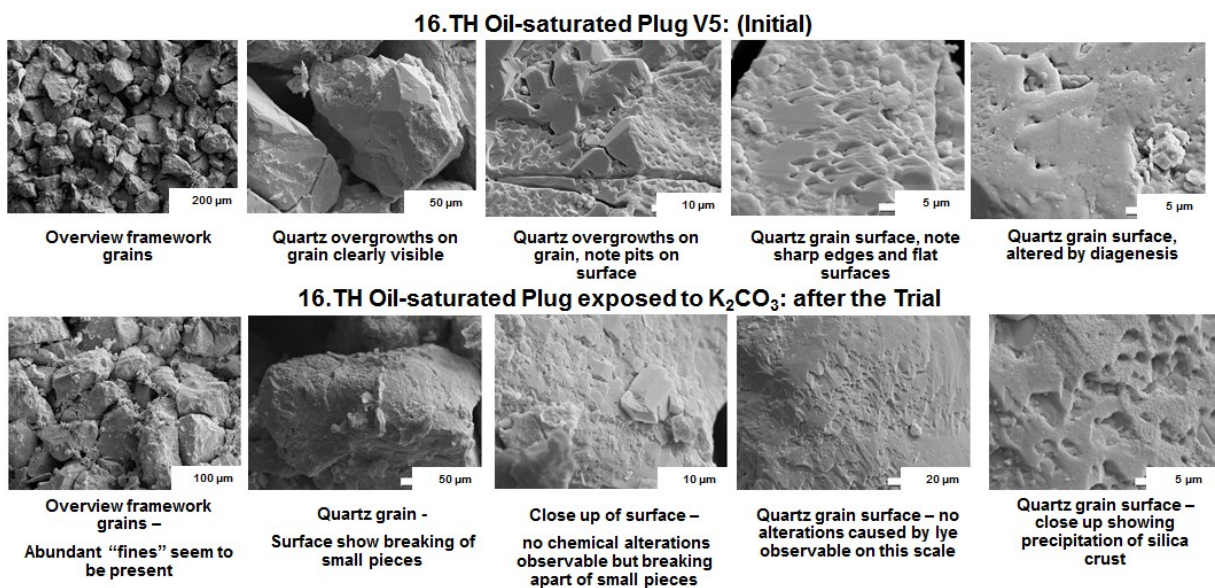 16.TH Oil-saturated Plug V5: (Initial)
200 µm
50 µm
10 µm
5 µm
5 µm
Overview framework
grains
Quartz overgrowths on
grain clearly visible
Quartz overgrowths on
grain, note pits on
surface
Quartz grain surface, note
sharp edges and flat
surfaces
Quartz grain surface,
altered by diagenesis
16.TH Oil-saturated Plug exposed to K₂CO₃: after the Trial
100 µm
50 µm
10 µm
20 µm
5 µm
Overview framework
grains –
Abundant “fines” seem to
be present
Quartz grain -
Surface show breaking of
small pieces
Close up of surface –
no chemical alterations
observable but breaking
apart of small pieces
Quartz grain surface – no
alterations caused by lye
observable on this scale
Quartz grain surface –
close up showing
precipitation of silica
crust